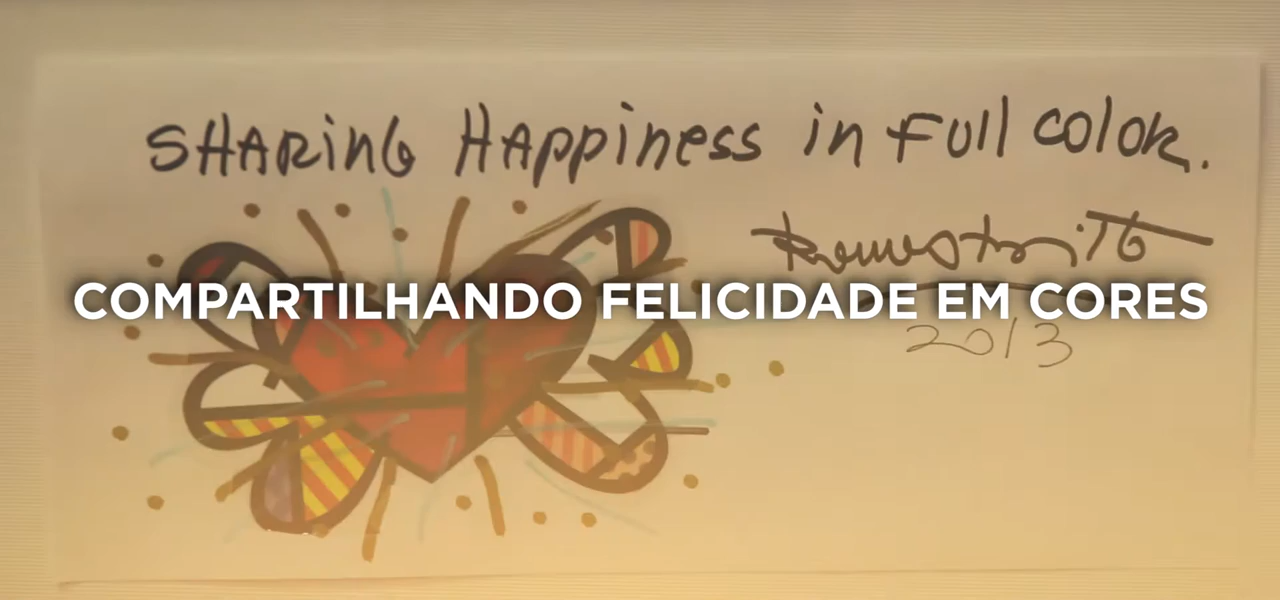 SHARING HAPPINESS in Full COLOR.
COMPARTILHANDO FELICIDADE EM CORES
2013